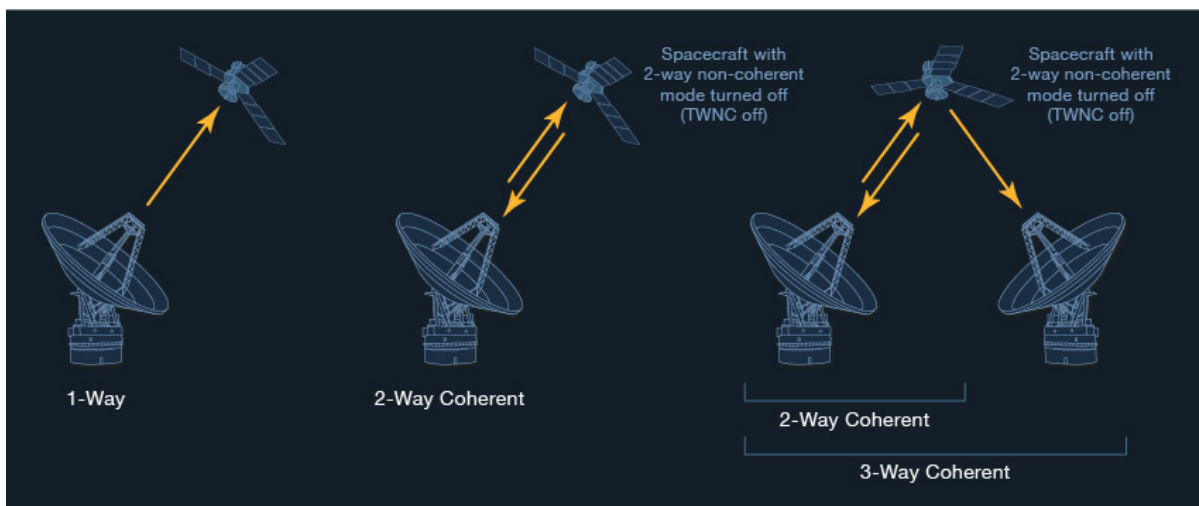 Spacecraft with
2-way non-coherent
mode turned off
(TWNC off)
Spacecraft with
2-way non-coherent
mode turned off
(TWNC off)
1-Way
2-Way Coherent
2-Way Coherent
3-Way Coherent